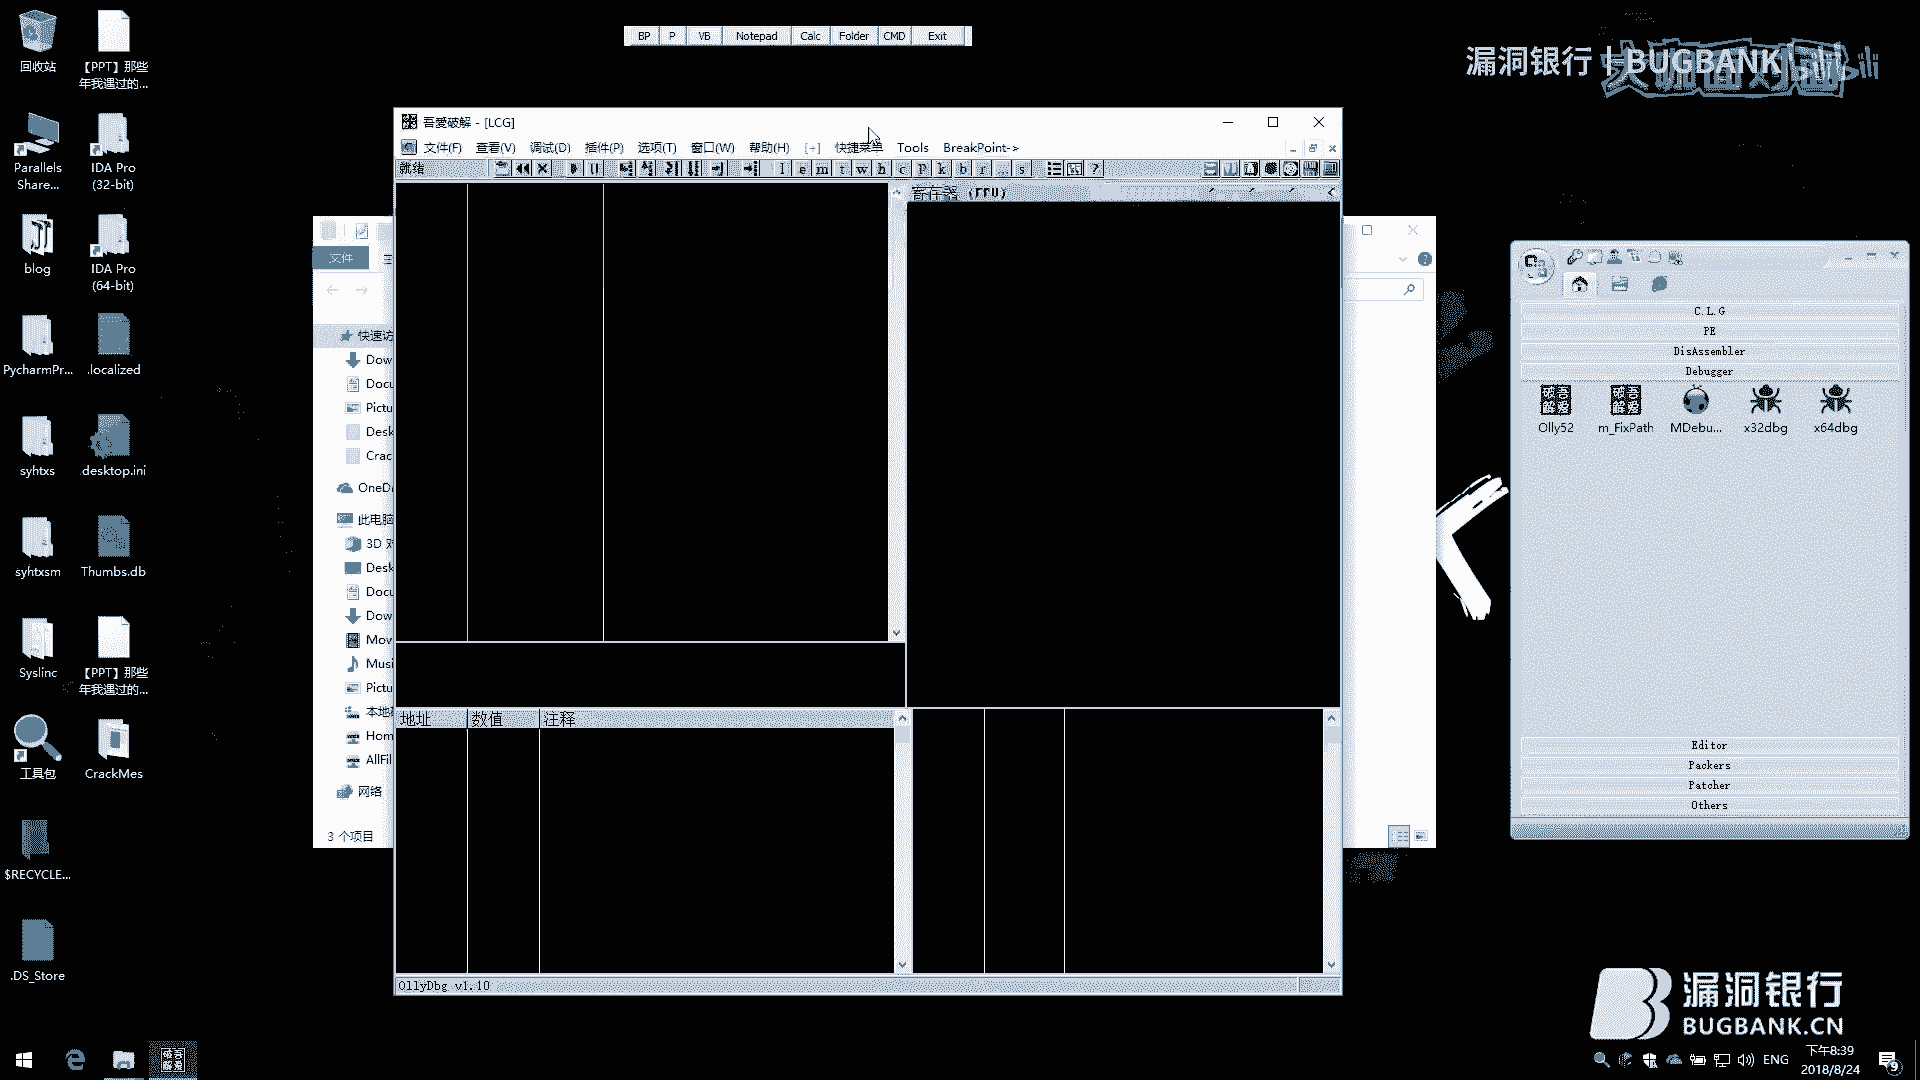 回收站
【PPT】那些
年我遇过的...
Parallels
Share...
IDA Pro
(32-bit)
blog
IDA Pro
(64-bit)
PycharmPr...
.localized
syhtxs
desktop.ini
syhtxsm
Thumbs.db
Syslinc
【PPT】那些
年我遇过的...
工具包
CrackMes
$RECYCLE...
.DS_Store
BP P VB Notepad Calc Folder CMD Exit
漏洞银行 | BUGBANK
吾愛破解 - [LCG]
文件(F) 查看(V) 调试(D) 插件(P) 选项(T) 窗口(W) 帮助(H) [+] 快捷菜单 Tools BreakPoint->
就绪
l e m t w h c p k b r ... s ?
寄存器 (FPU)
地址 数值 注释
OllyDbg v1.10
文件
快速访
Dow
Docu
Pictu
Desk
Crac
OneD
此电脑
3D 对
Desk
Docu
Dow
Mov
Musi
Pictu
本地
Hom
AllFil
网络
3 个项目
C.L.G
PE
DisAssembler
Debugger
Olly52
m_FixPath
MDebu...
x32dbg
x64dbg
Editor
Packers
Patcher
Others
漏洞银行
BUGBANK.CN
ENG
下午8:39
2018/8/24
9